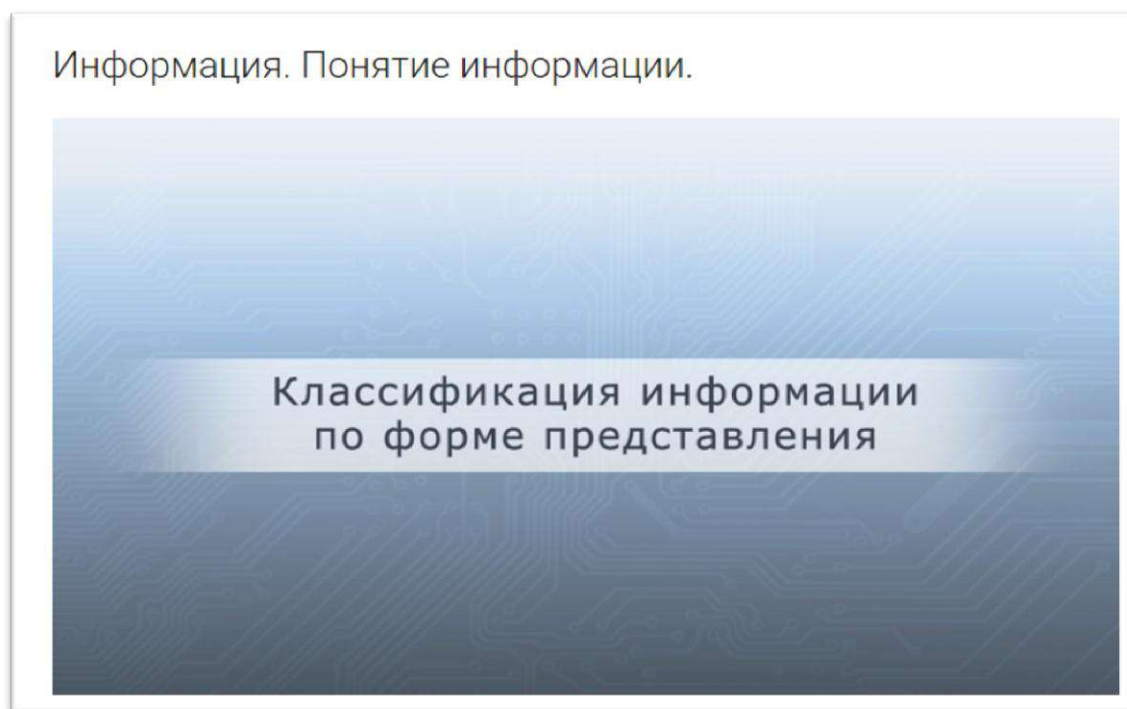 Информация. Понятие информации.
Классификация информации
по форме представления